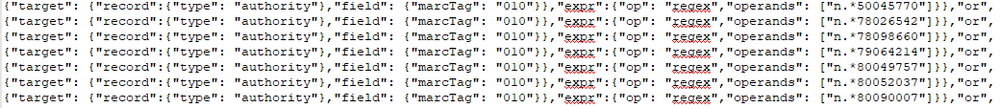 {"target": {"record":{"type": "authority"},"field": {"marcTag": "010"}},"expr":{"op": "regex","operands": ["n.*50045770"]}},"or",
{"target": {"record":{"type": "authority"},"field": {"marcTag": "010"}},"expr":{"op": "regex","operands": ["n.*78026542"]}},"or",
{"target": {"record":{"type": "authority"},"field": {"marcTag": "010"}},"expr":{"op": "regex","operands": ["n.*78098660"]}},"or",
{"target": {"record":{"type": "authority"},"field": {"marcTag": "010"}},"expr":{"op": "regex","operands": ["n.*79064214"]}},"or",
{"target": {"record":{"type": "authority"},"field": {"marcTag": "010"}},"expr":{"op": "regex","operands": ["n.*80049757"]}},"or",
{"target": {"record":{"type": "authority"},"field": {"marcTag": "010"}},"expr":{"op": "regex","operands": ["n.*80052037"]}},"or",
{"target": {"record":{"type": "authority"},"field": {"marcTag": "010"}},"expr":{"op": "regex","operands": ["n.*80090007"]}},"or",